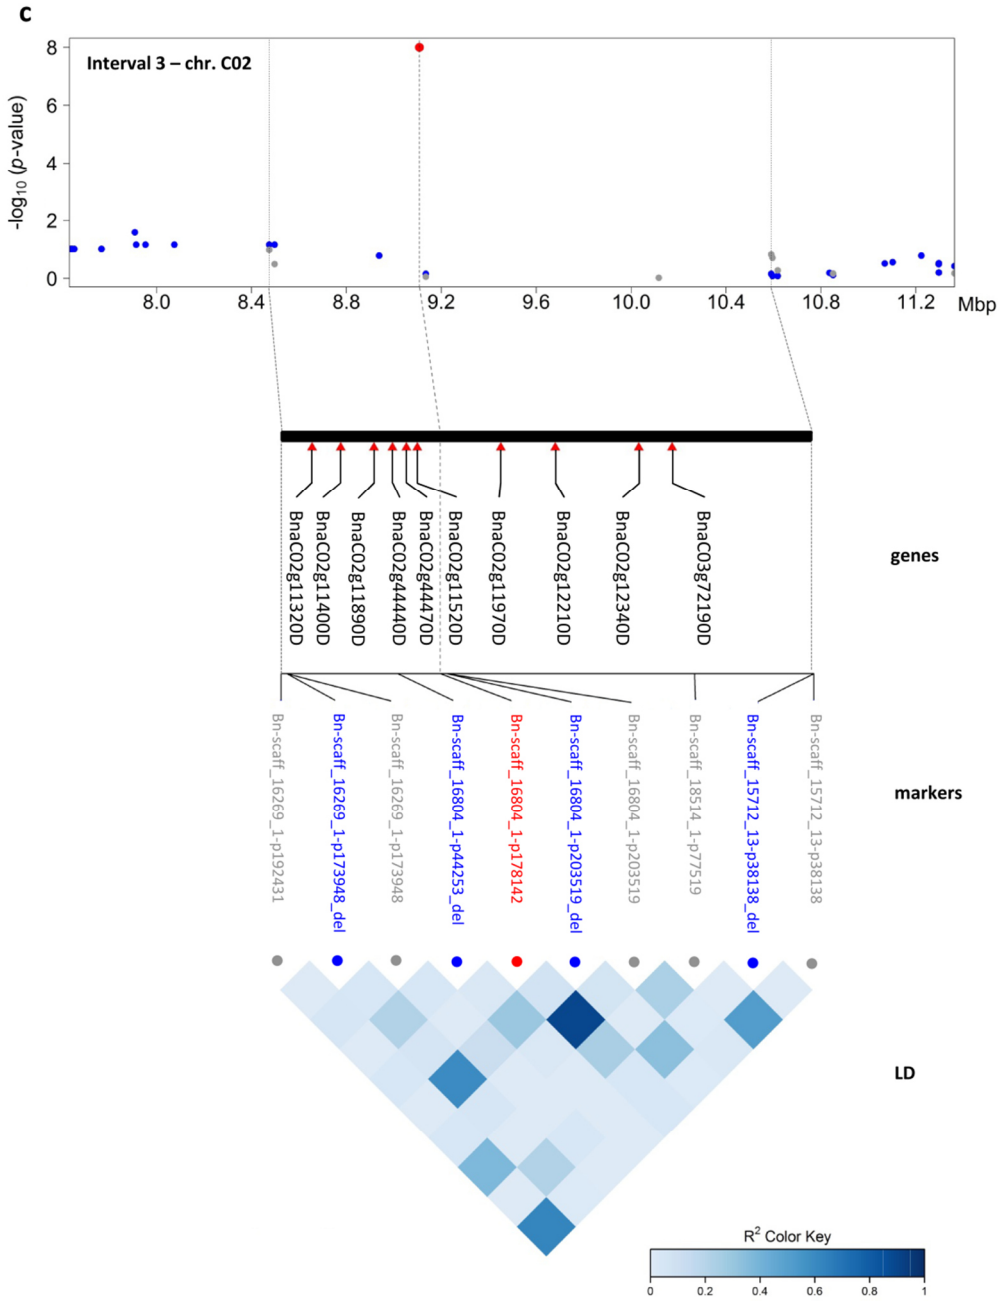 c
Interval 3 – chr. C02
-log10 (p-value)
8
6
4
2
0
8.0 8.4 8.8 9.2 9.6 10.0 10.4 10.8 11.2 Mbp
BnaC02g11320D
BnaC02g11400D
BnaC02g11890D
BnaC02g44440D
BnaC02g44470D
BnaC02g11520D
BnaC02g11970D
BnaC02g12210D
BnaC02g12340D
BnaC03g72190D
genes
Bn-scaff_16269_1-p192431
Bn-scaff_16269_1-p173948_del
Bn-scaff_16269_1-p173948
Bn-scaff_16804_1-p44253_del
Bn-scaff_16804_1-p178142
Bn-scaff_16804_1-p203519_del
Bn-scaff_16804_1-p203519
Bn-scaff_18514_1-p77519
Bn-scaff_15712_13-p38138_del
Bn-scaff_15712_13-p38138
markers
LD
R2 Color Key
0 0.2 0.4 0.6 0.8 1